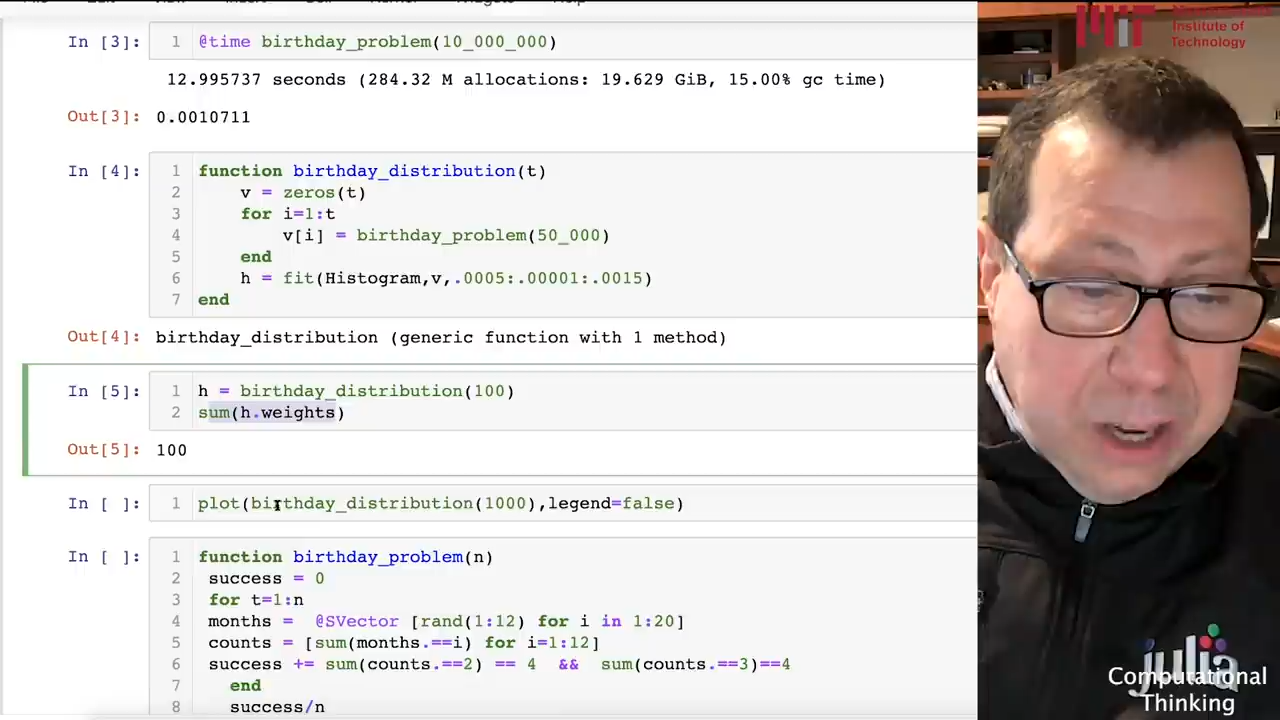 In [3]: 1 @time birthday_problem(10_000_000)
12.995737 seconds (284.32 M allocations: 19.629 GiB, 15.00% gc time)
Out[3]: 0.0010711
In [4]: 1 function birthday_distribution(t)
2 v = zeros(t)
3 for i=1:t
4 v[i] = birthday_problem(50_000)
5 end
6 h = fit(Histogram,v,.0005:.00001:.0015)
7 end
Out[4]: birthday_distribution (generic function with 1 method)
In [5]: 1 h = birthday_distribution(100)
2 sum(h.weights)
Out[5]: 100
In [ ]: 1 plot(birthday_distribution(1000),legend=false)
In [ ]: 1 function birthday_problem(n)
2 success = 0
3 for t=1:n
4 months = @SVector [rand(1:12) for i in 1:20]
5 counts = [sum(months.==i) for i=1:12]
6 success += sum(counts.==2) == 4 && sum(counts.==3)==4
7 end
8 success/n
Institute of
Technology
julia
Computational
Thinking